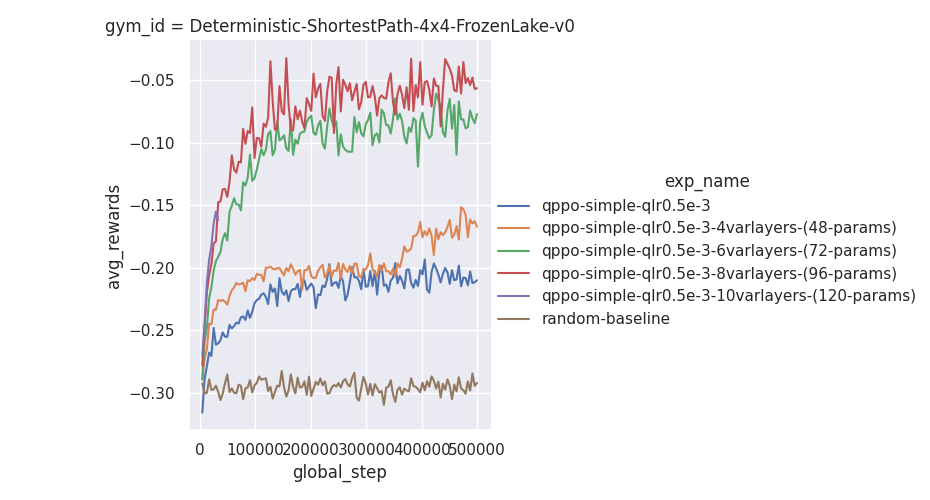 gym_id = Deterministic-ShortestPath-4x4-FrozenLake-v0
−0.05
−0.10
−0.15
−0.20
−0.25
−0.30
avg_rewards
0 100000 200000 300000 400000 500000
global_step
exp_name
qppo-simple-qlr0.5e-3
qppo-simple-qlr0.5e-3-4varlayers-(48-params)
qppo-simple-qlr0.5e-3-6varlayers-(72-params)
qppo-simple-qlr0.5e-3-8varlayers-(96-params)
qppo-simple-qlr0.5e-3-10varlayers-(120-params)
random-baseline